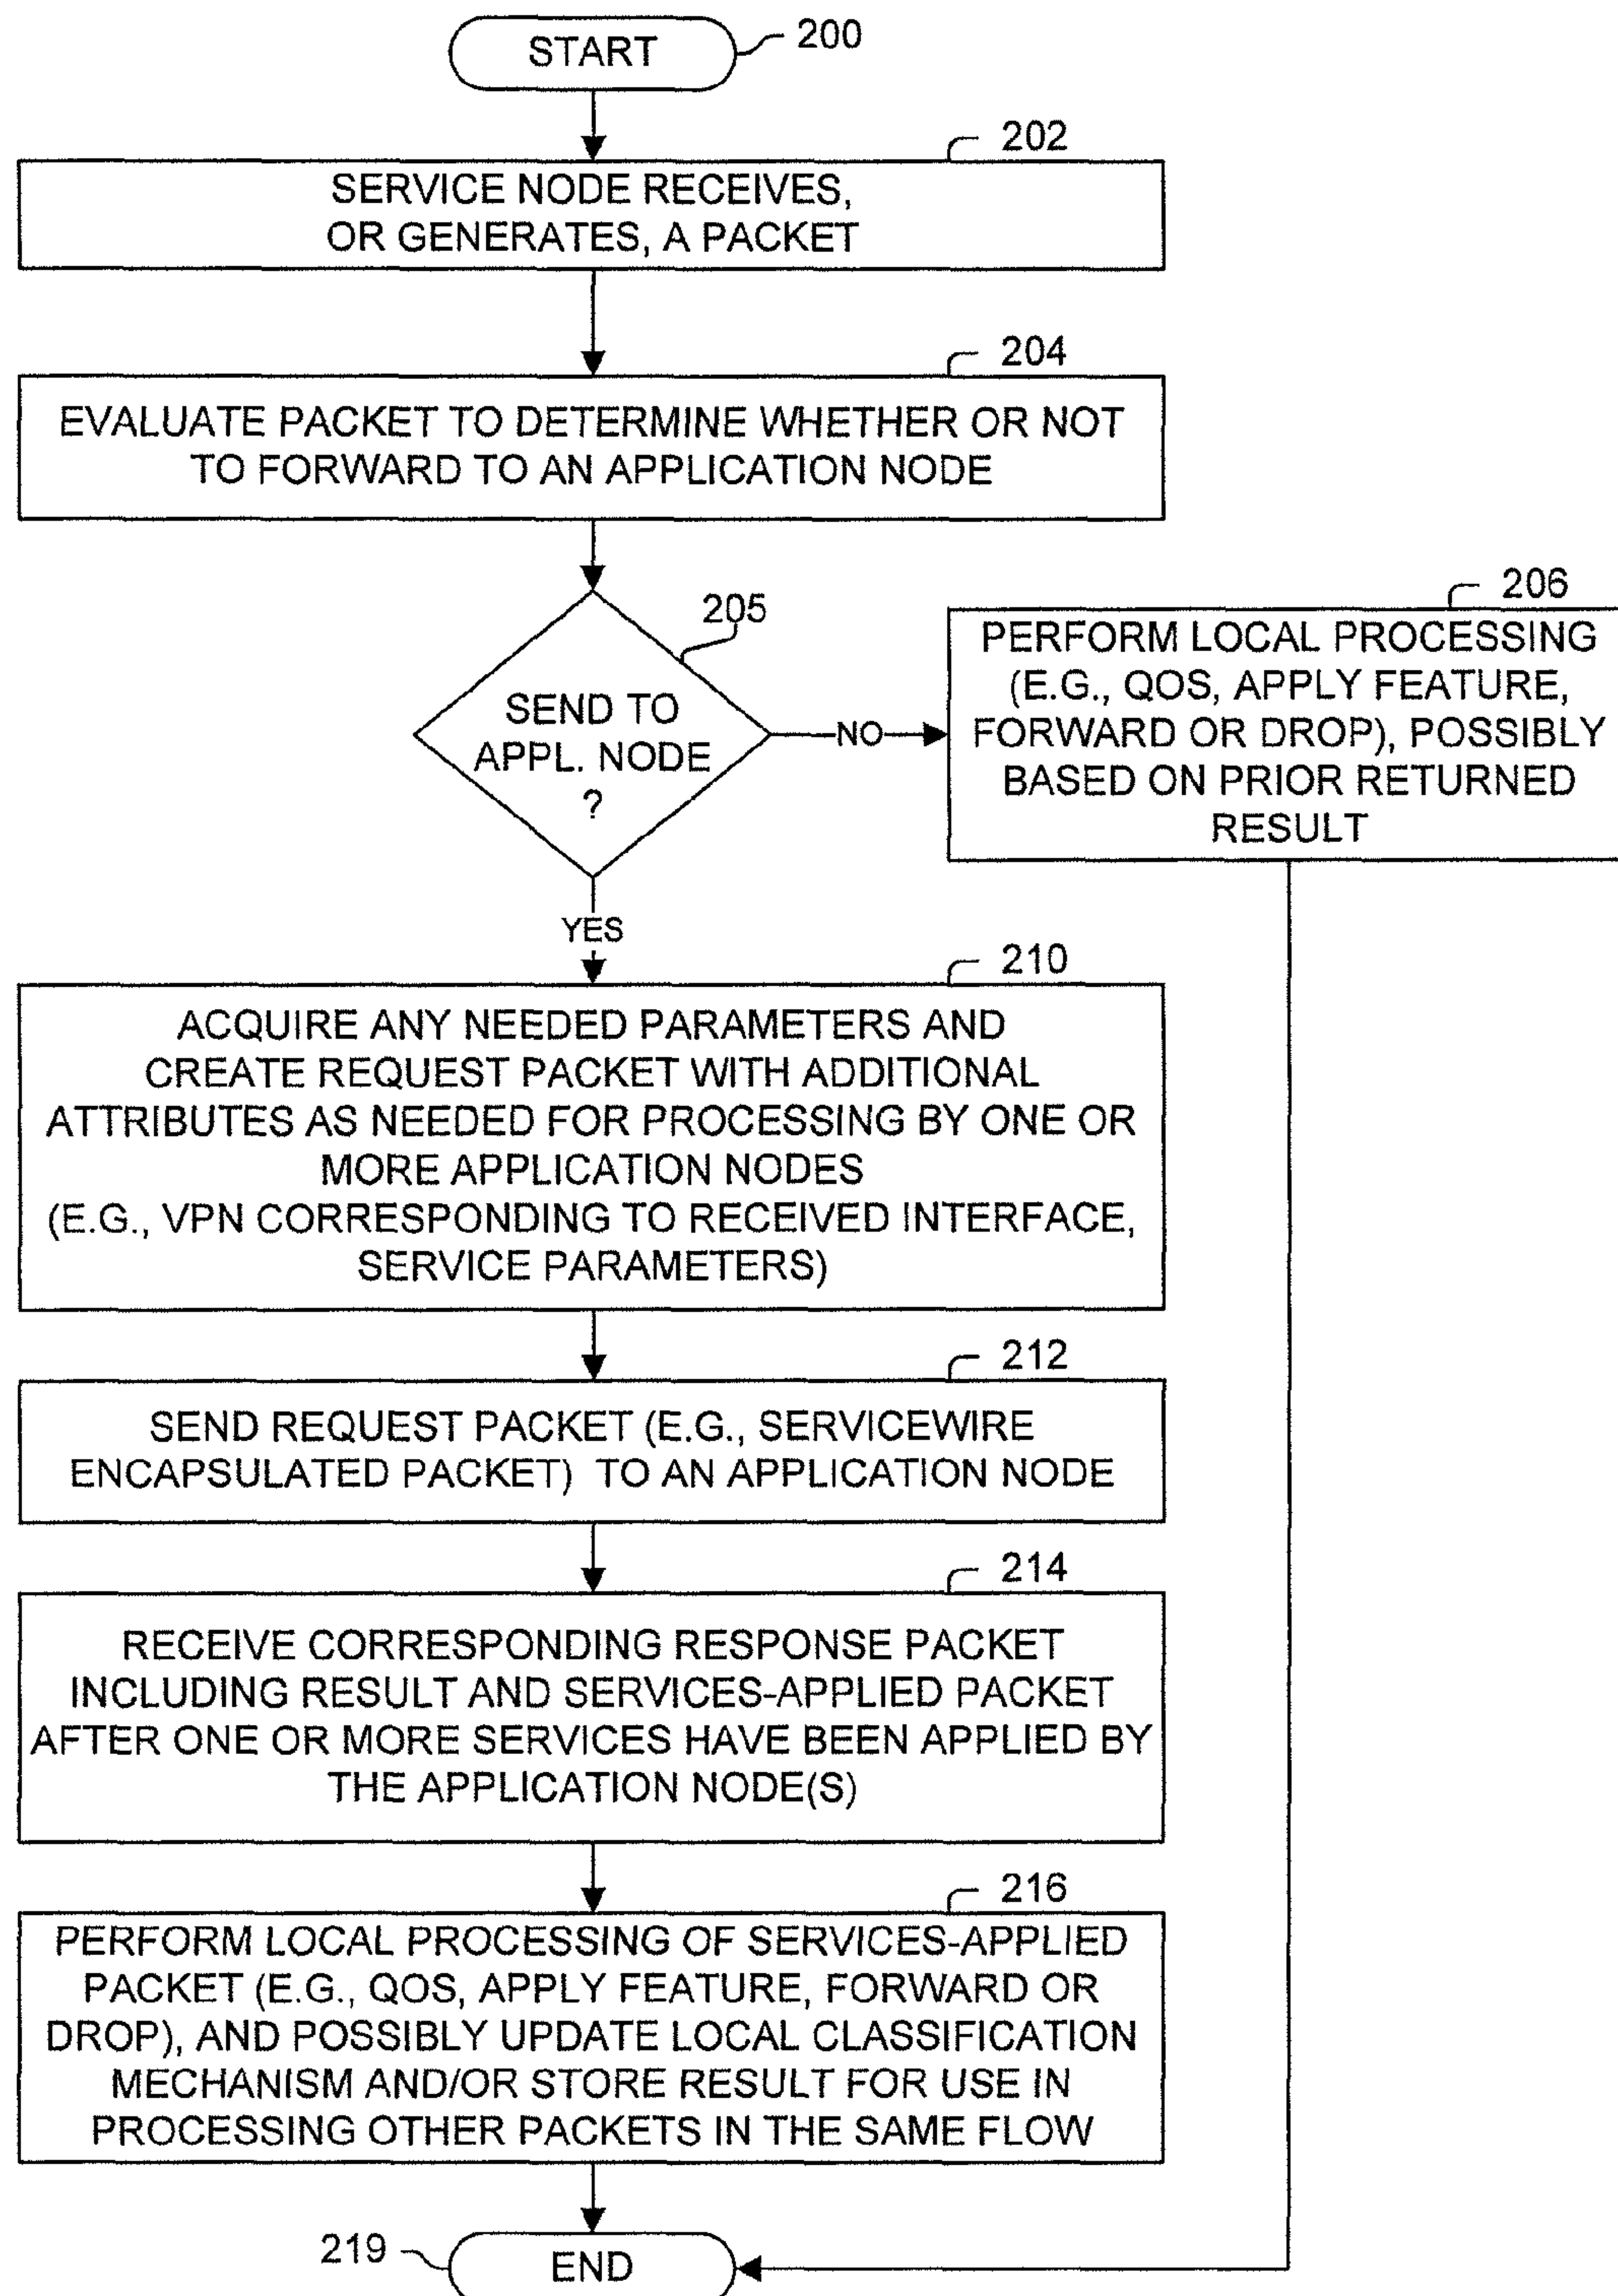 START
200
202
SERVICE NODE RECEIVES,
OR GENERATES, A PACKET
204
EVALUATE PACKET TO DETERMINE WHETHER OR NOT
TO FORWARD TO AN APPLICATION NODE
205
SEND TO
APPL. NODE
?
NO
206
PERFORM LOCAL PROCESSING
(E.G., QOS, APPLY FEATURE,
FORWARD OR DROP), POSSIBLY
BASED ON PRIOR RETURNED
RESULT
YES
210
ACQUIRE ANY NEEDED PARAMETERS AND
CREATE REQUEST PACKET WITH ADDITIONAL
ATTRIBUTES AS NEEDED FOR PROCESSING BY ONE OR
MORE APPLICATION NODES
(E.G., VPN CORRESPONDING TO RECEIVED INTERFACE,
SERVICE PARAMETERS)
212
SEND REQUEST PACKET (E.G., SERVICEWIRE
ENCAPSULATED PACKET) TO AN APPLICATION NODE
214
RECEIVE CORRESPONDING RESPONSE PACKET
INCLUDING RESULT AND SERVICES-APPLIED PACKET
AFTER ONE OR MORE SERVICES HAVE BEEN APPLIED BY
THE APPLICATION NODE(S)
216
PERFORM LOCAL PROCESSING OF SERVICES-APPLIED
PACKET (E.G., QOS, APPLY FEATURE, FORWARD OR
DROP), AND POSSIBLY UPDATE LOCAL CLASSIFICATION
MECHANISM AND/OR STORE RESULT FOR USE IN
PROCESSING OTHER PACKETS IN THE SAME FLOW
219
END